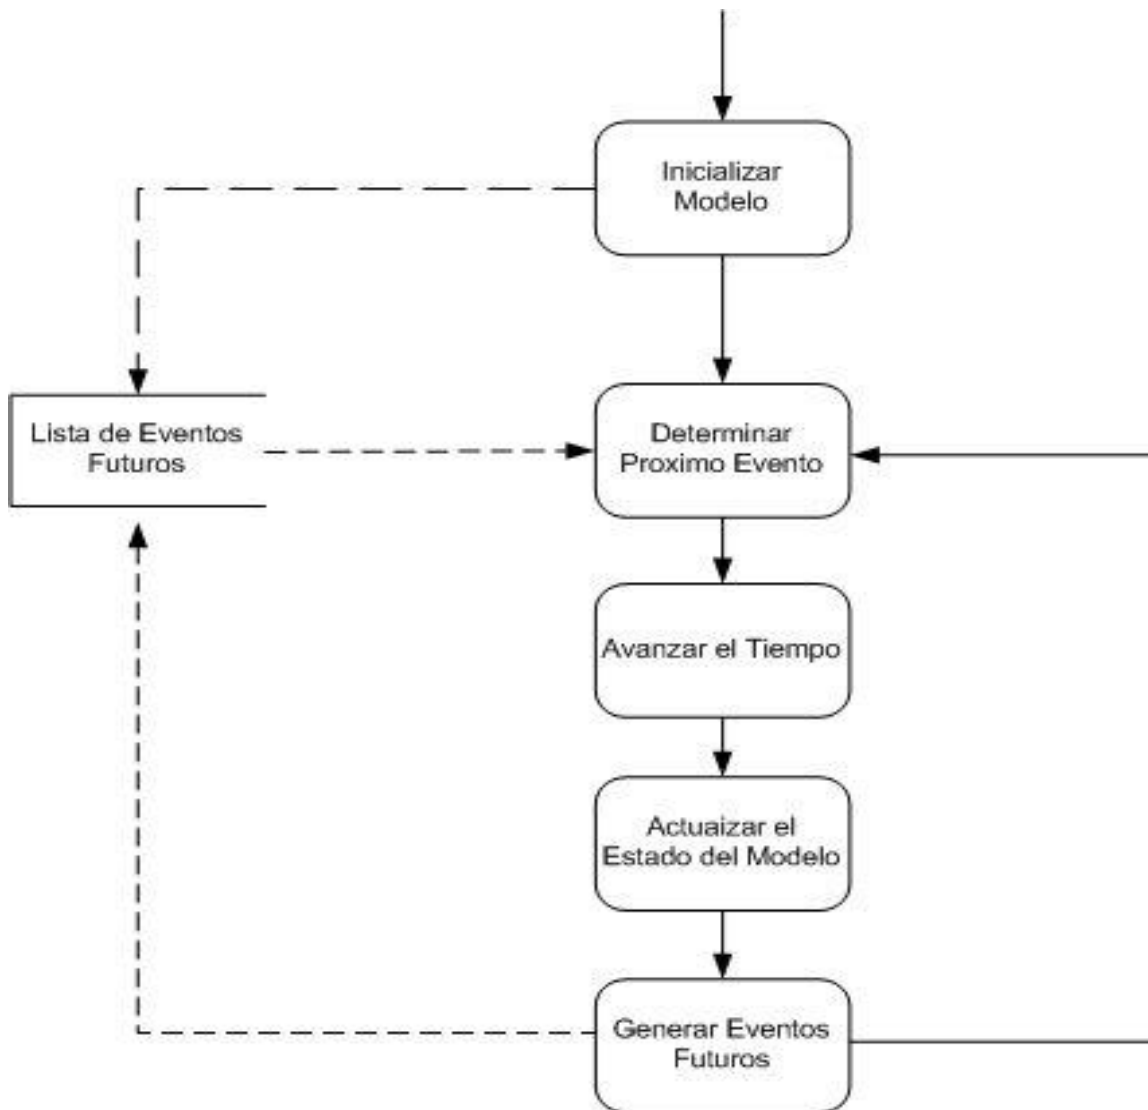 Inicializar
Modelo
Lista de Eventos
Futuros
Determinar
Proximo Evento
Avanzar el Tiempo
Actuaizar el
Estado del Modelo
Generar Eventos
Futuros